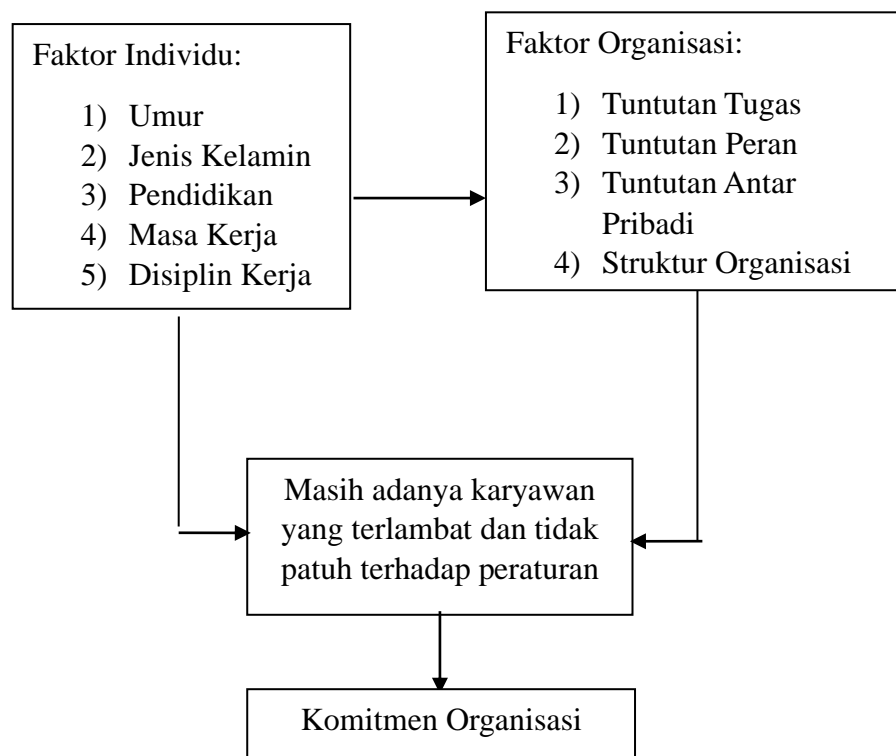 Faktor Individu:
1) Umur
2) Jenis Kelamin
3) Pendidikan
4) Masa Kerja
5) Disiplin Kerja
Faktor Organisasi:
1) Tuntutan Tugas
2) Tuntutan Peran
3) Tuntutan Antar
Pribadi
4) Struktur Organisasi
Masih adanya karyawan
yang terlambat dan tidak
patuh terhadap peraturan
Komitmen Organisasi